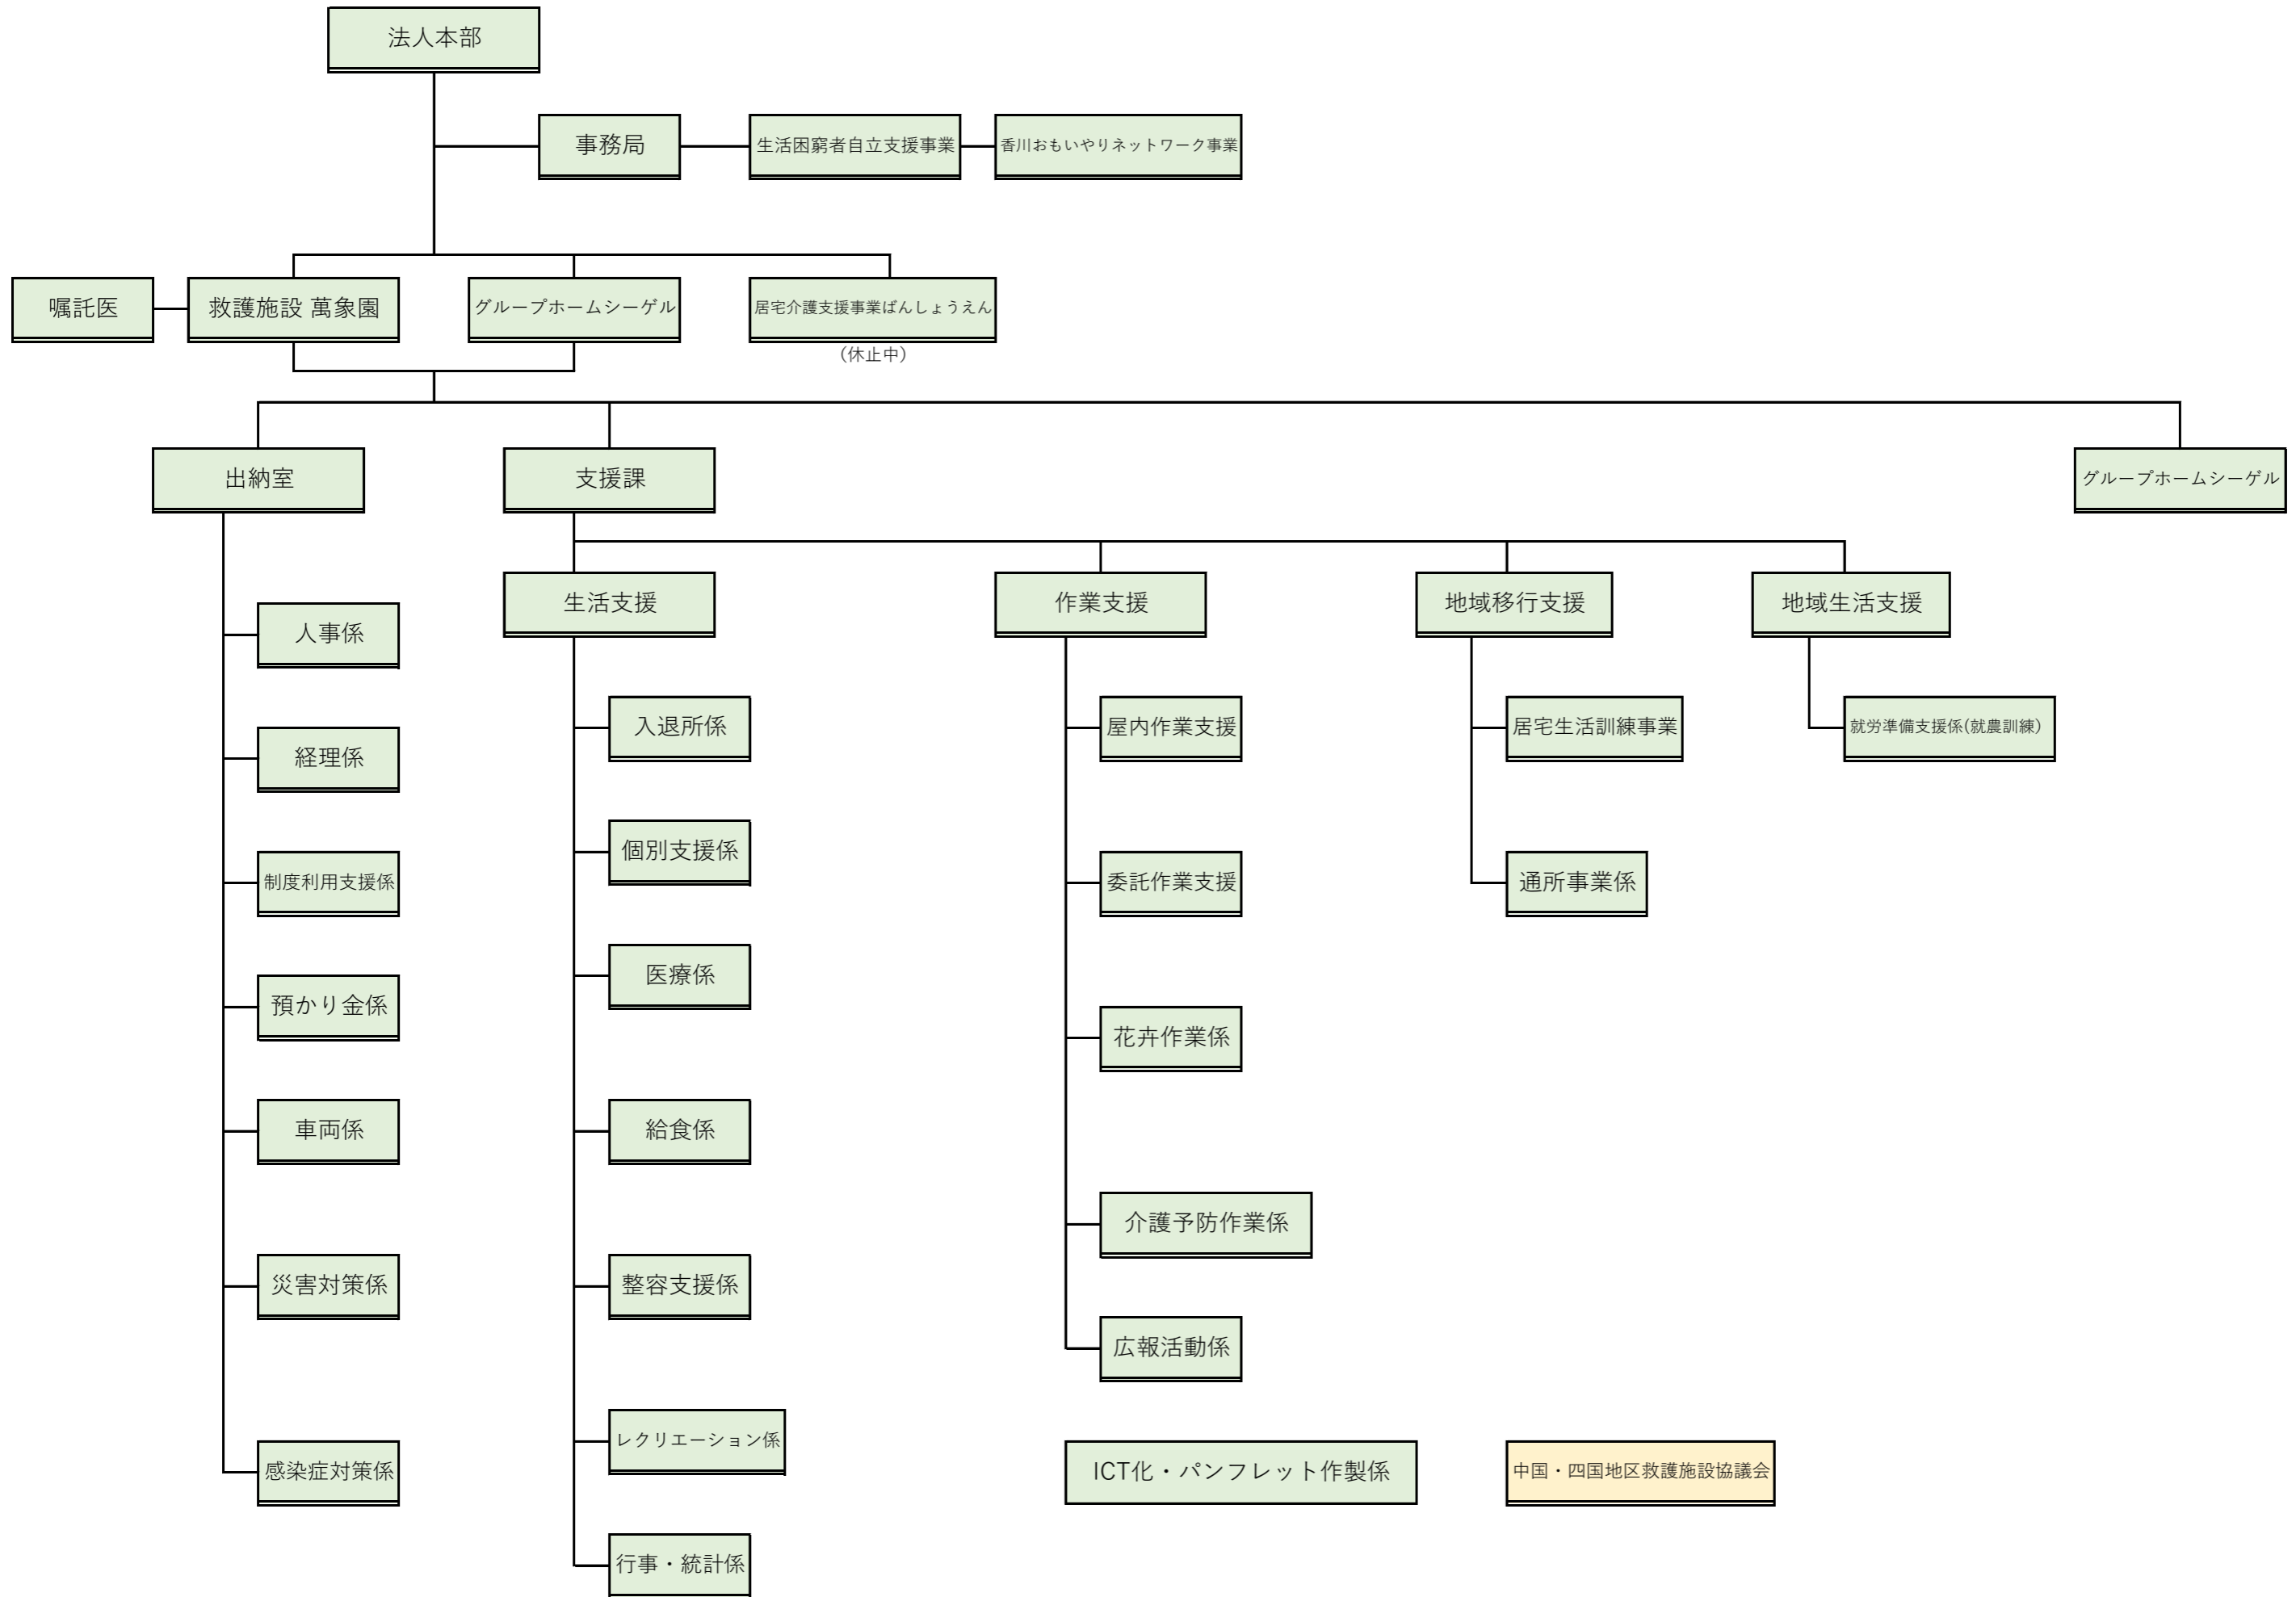 法人本部
事務局
生活困窮者自立支援事業
香川おもいやりネットワーク事業
嘱託医
救護施設 萬象園
グループホームシーゲル
居宅介護支援事業ばんしょうえん
(休止中)
出納室
支援課
グループホームシーゲル
生活支援
作業支援
地域移行支援
地域生活支援
人事係
経理係
制度利用支援係
預かり金係
車両係
災害対策係
感染症対策係
入退所係
個別支援係
医療係
給食係
整容支援係
レクリエーション係
行事・統計係
屋内作業支援
委託作業支援
花卉作業係
介護予防作業係
広報活動係
居宅生活訓練事業
通所事業係
就労準備支援係(就農訓練)
ICT化・パンフレット作製係
中国・四国地区救護施設協議会